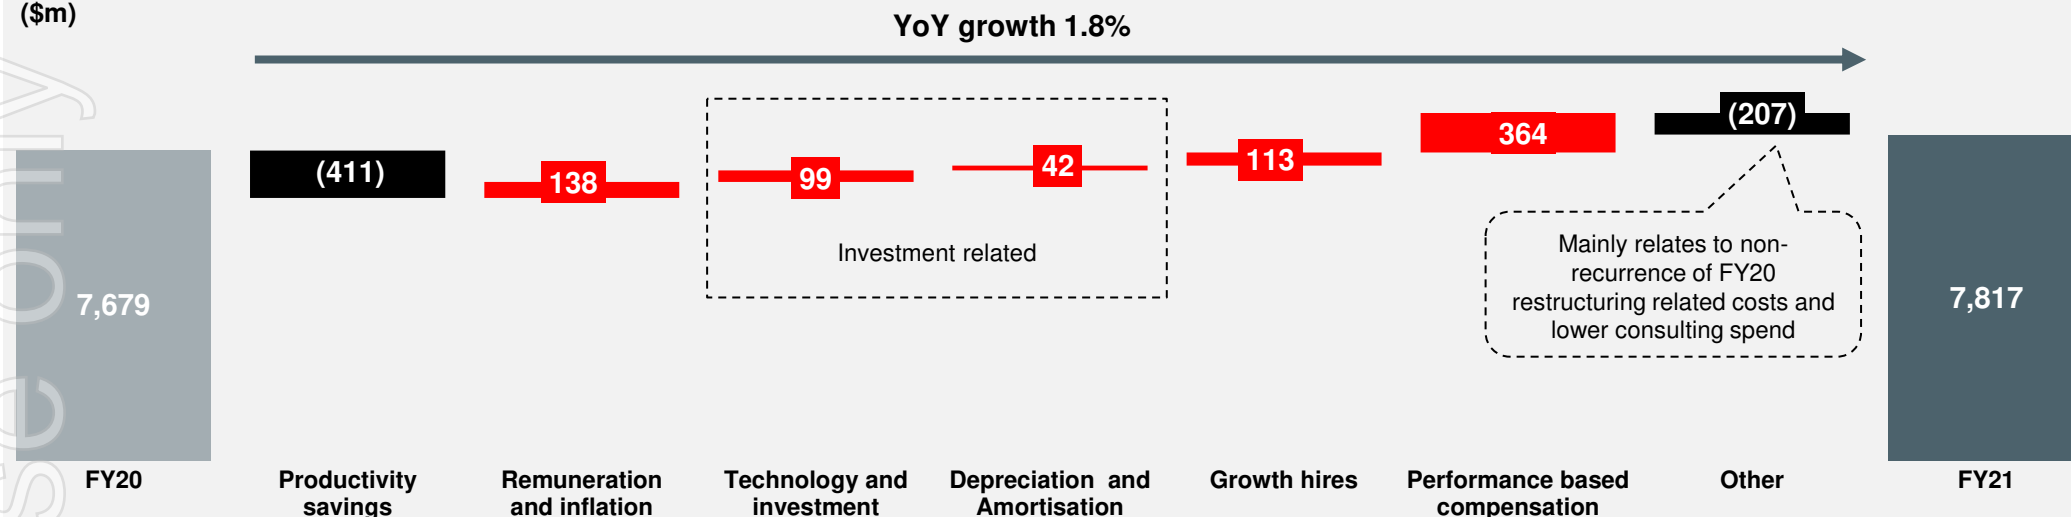 ($m)
YoY growth 1.8%
7,679
(411)
138
99
42
113
364
(207)
7,817
Investment related
Mainly relates to non-
recurrence of FY20
restructuring related costs and
lower consulting spend
FY20
Productivity
savings
Remuneration
and inflation
Technology and
investment
Depreciation and
Amortisation
Growth hires
Performance based
compensation
Other
FY21
se only